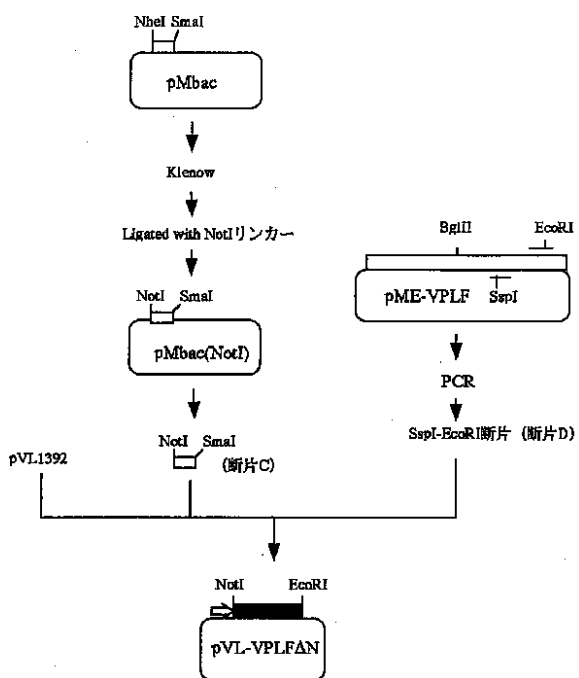 NheI SmaI
pMbac
Klenow
Ligated with NotIリンカー
NotI SmaI
pMbac(NotI)
NotI SmaI
(断片C)
BglII
EcoRI
pME-VPLF
SspI
PCR
SspI-EcoRI断片 (断片D)
pVL1392
NotI EcoRI
pVL-VPLFΔN